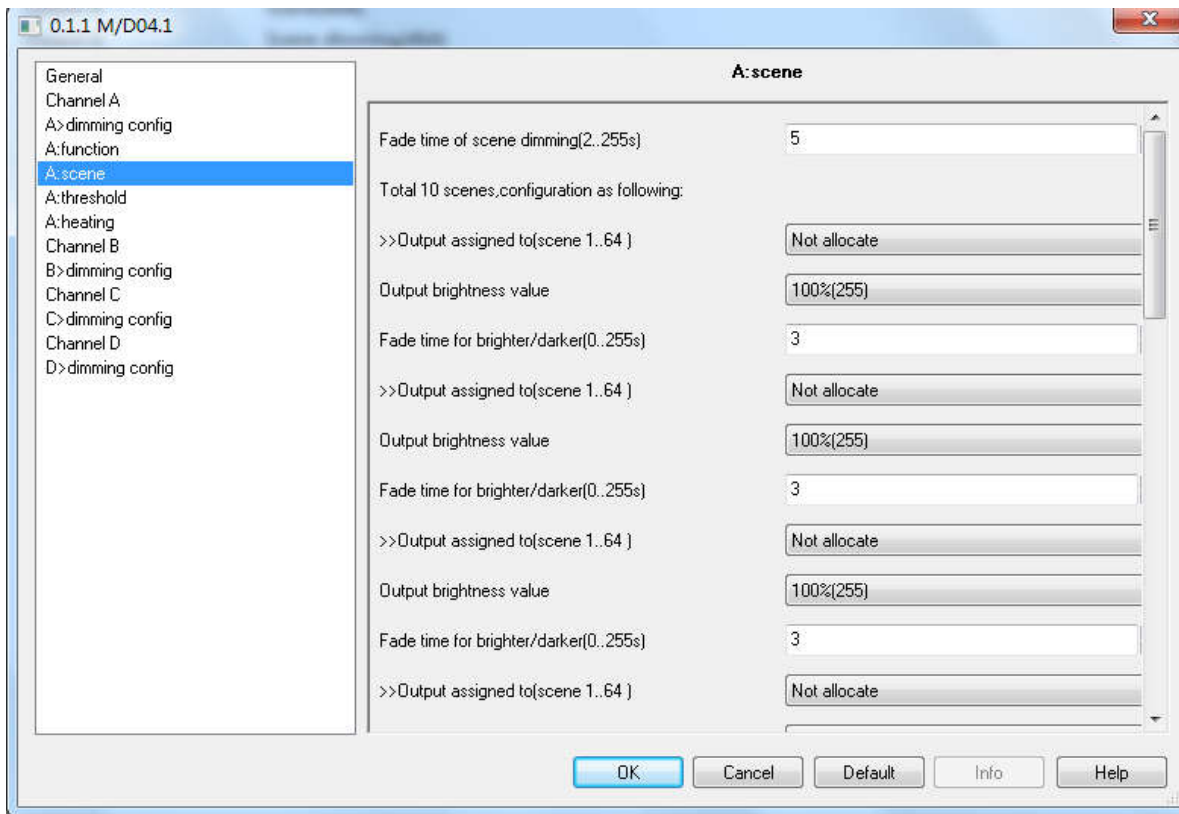 0.1.1 M/D04.1
General
Channel A
A>dimming config
A:function
A:scene
A:threshold
A:heating
Channel B
B>dimming config
Channel C
C>dimming config
Channel D
D>dimming config
A:scene
Fade time of scene dimming(2..255s) 5
Total 10 scenes,configuration as following:
>>Output assigned to(scene 1..64 ) Not allocate
Output brightness value 100%(255)
Fade time for brighter/darker(0..255s) 3
>>Output assigned to(scene 1..64 ) Not allocate
Output brightness value 100%(255)
Fade time for brighter/darker(0..255s) 3
>>Output assigned to(scene 1..64 ) Not allocate
Output brightness value 100%(255)
Fade time for brighter/darker(0..255s) 3
>>Output assigned to(scene 1..64 ) Not allocate
OK Cancel Default Info Help